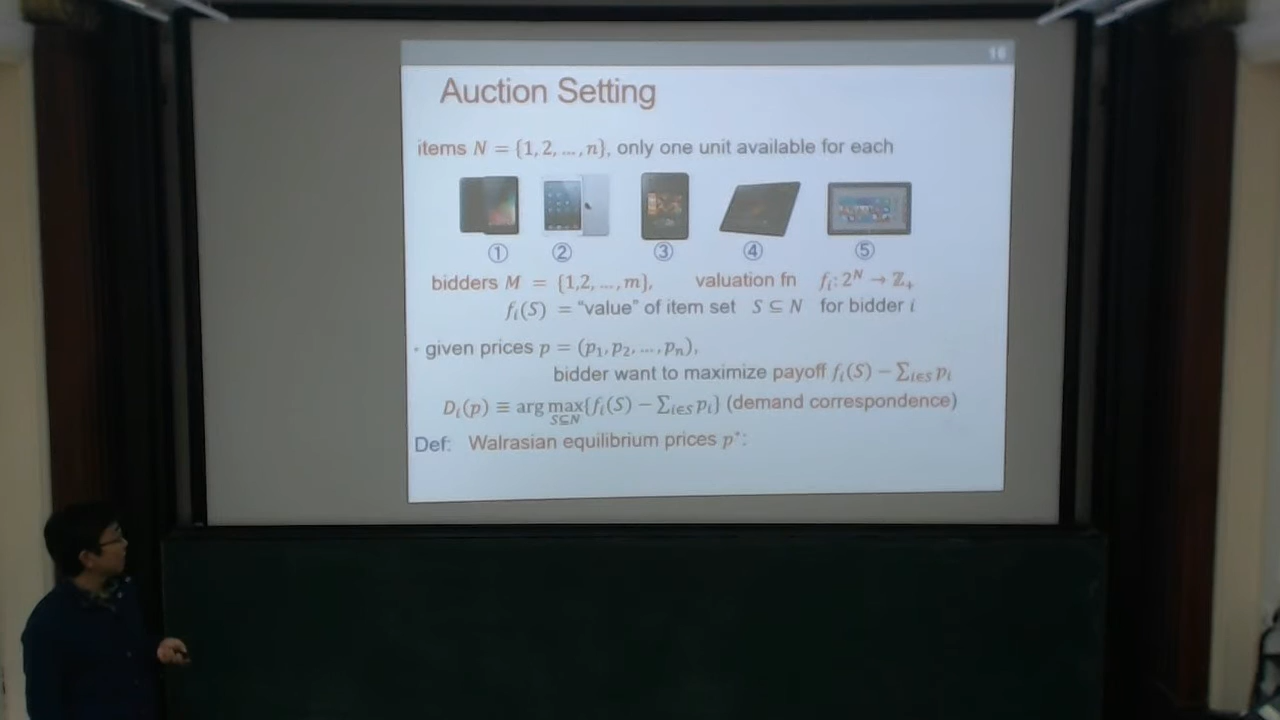 16
Auction Setting
items N = {1, 2, ..., n}, only one unit available for each
① ② ③ ④ ⑤
bidders M = {1,2, ..., m}, valuation fn f_i: 2^N → ℤ_+
f_i(S) = “value” of item set S ⊆ N for bidder i
• given prices p = (p_1, p_2, ..., p_n),
bidder want to maximize payoff f_i(S) − ∑_{i∈S} p_i
D_i(p) ≡ arg max_{S⊆N} {f_i(S) − ∑_{i∈S} p_i} (demand correspondence)
Def: Walrasian equilibrium prices p*: